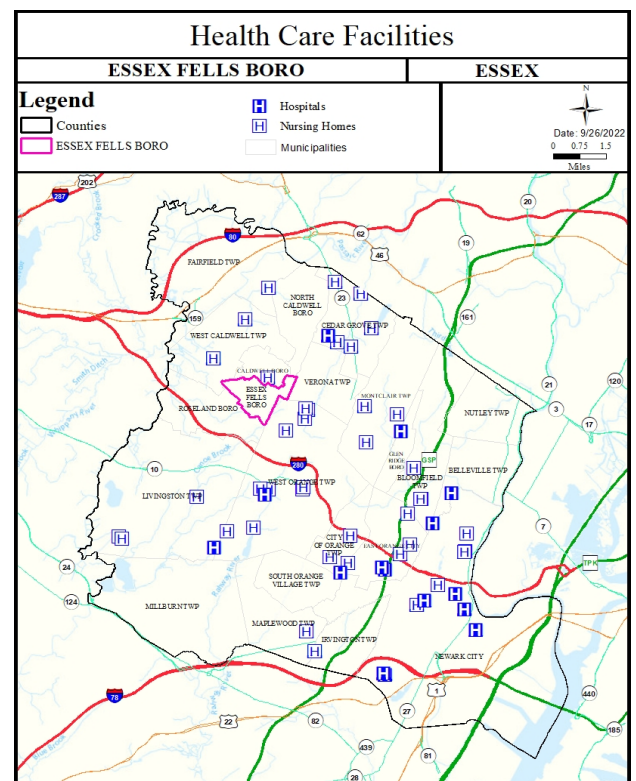 Health Care Facilities
ESSEX FELLS BORO
ESSEX
Legend
Counties
ESSEX FELLS BORO
H Hospitals
H Nursing Homes
Municipalities
N
Date: 9/26/2022
0 0.75 1.5
Miles
202
287
20
62
80
19
46
FAIRFIELD TWP
NORTH
CALDWELL
BORO
23
159
161
CEDAR GROVE TWP
WEST CALDWELL TWP
CALDWELL BORO
ESSEX
FELLS
BORO
VERONA TWP
21
120
MONTCLAIR TWP
ROSELAND BORO
NUTLEY TWP
3
17
GLEN
RIDGE
BORO
GSP
10
280
BELLEVILLE TWP
BLOOMFIELD
TWP
WEST ORANGE TWP
LIVINGSTON TWP
7
CITY
OF ORANGE
TWP
TPK
24
SOUTH ORANGE
VILLAGE TWP
124
MILLBURN TWP
MAPLEWOOD TWP
IRVINGTON TWP
NEWARK CITY
78
1
440
27
22
82
185
439
81
28